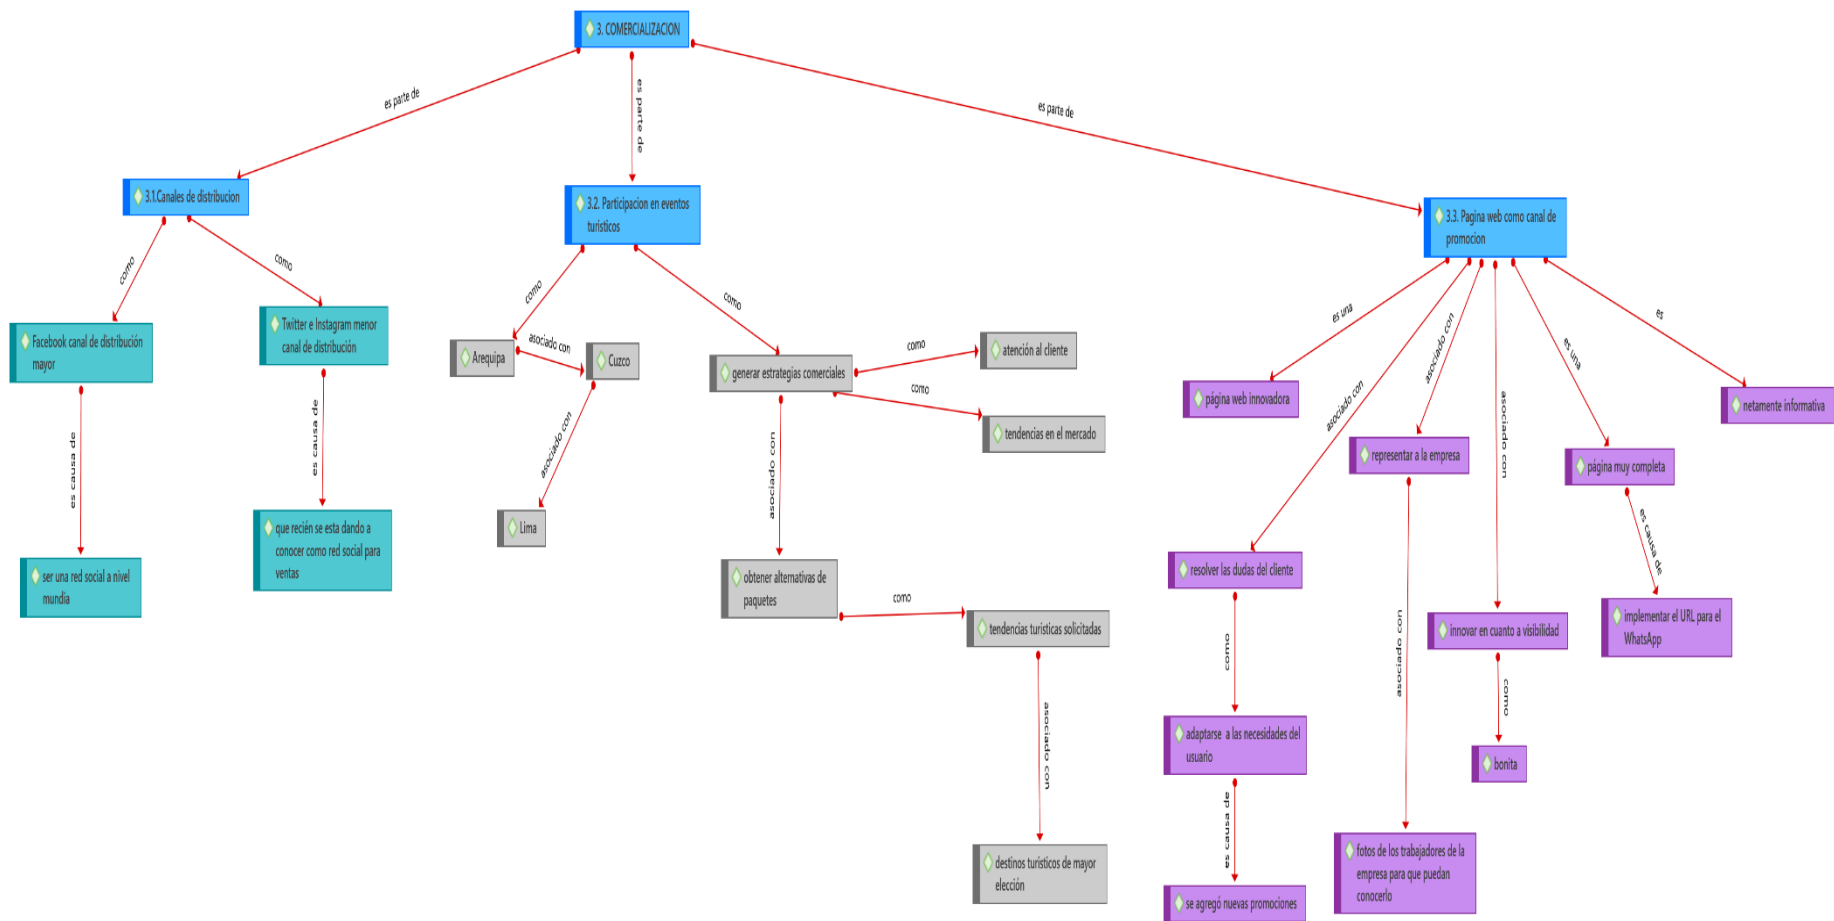 3. COMERCIALIZACION
es parte de
es parte de
es parte de
3.1.Canales de distribucion
3.2. Participacion en eventos
turisticos
3.3. Pagina web como canal de
promocion
como
como
como
como
es una
asociado con
asociado con
asociado con
es una
es
Facebook canal de distribución
mayor
Twitter e Instagram menor
canal de distribución
Arequipa
asociado con
Cuzco
generar estrategias comerciales
como
atención al cliente
como
tendencias en el mercado
página web innovadora
netamente informativa
representar a la empresa
página muy completa
es causa de
es causa de
asociado con
asociado con
es causa de
que recién se esta dando a
conocer como red social para
ventas
Lima
ser una red social a nivel
mundia
obtener alternativas de
paquetes
como
tendencias turisticas solicitadas
resolver las dudas del cliente
innovar en cuanto a visibilidad
implementar el URL para el
WhatsApp
como
asociado con
como
asociado con
adaptarse a las necesidades del
usuario
bonita
es causa de
destinos turisticos de mayor
elección
se agregó nuevas promociones
fotos de los trabajadores de la
empresa para que puedan
conocerlo